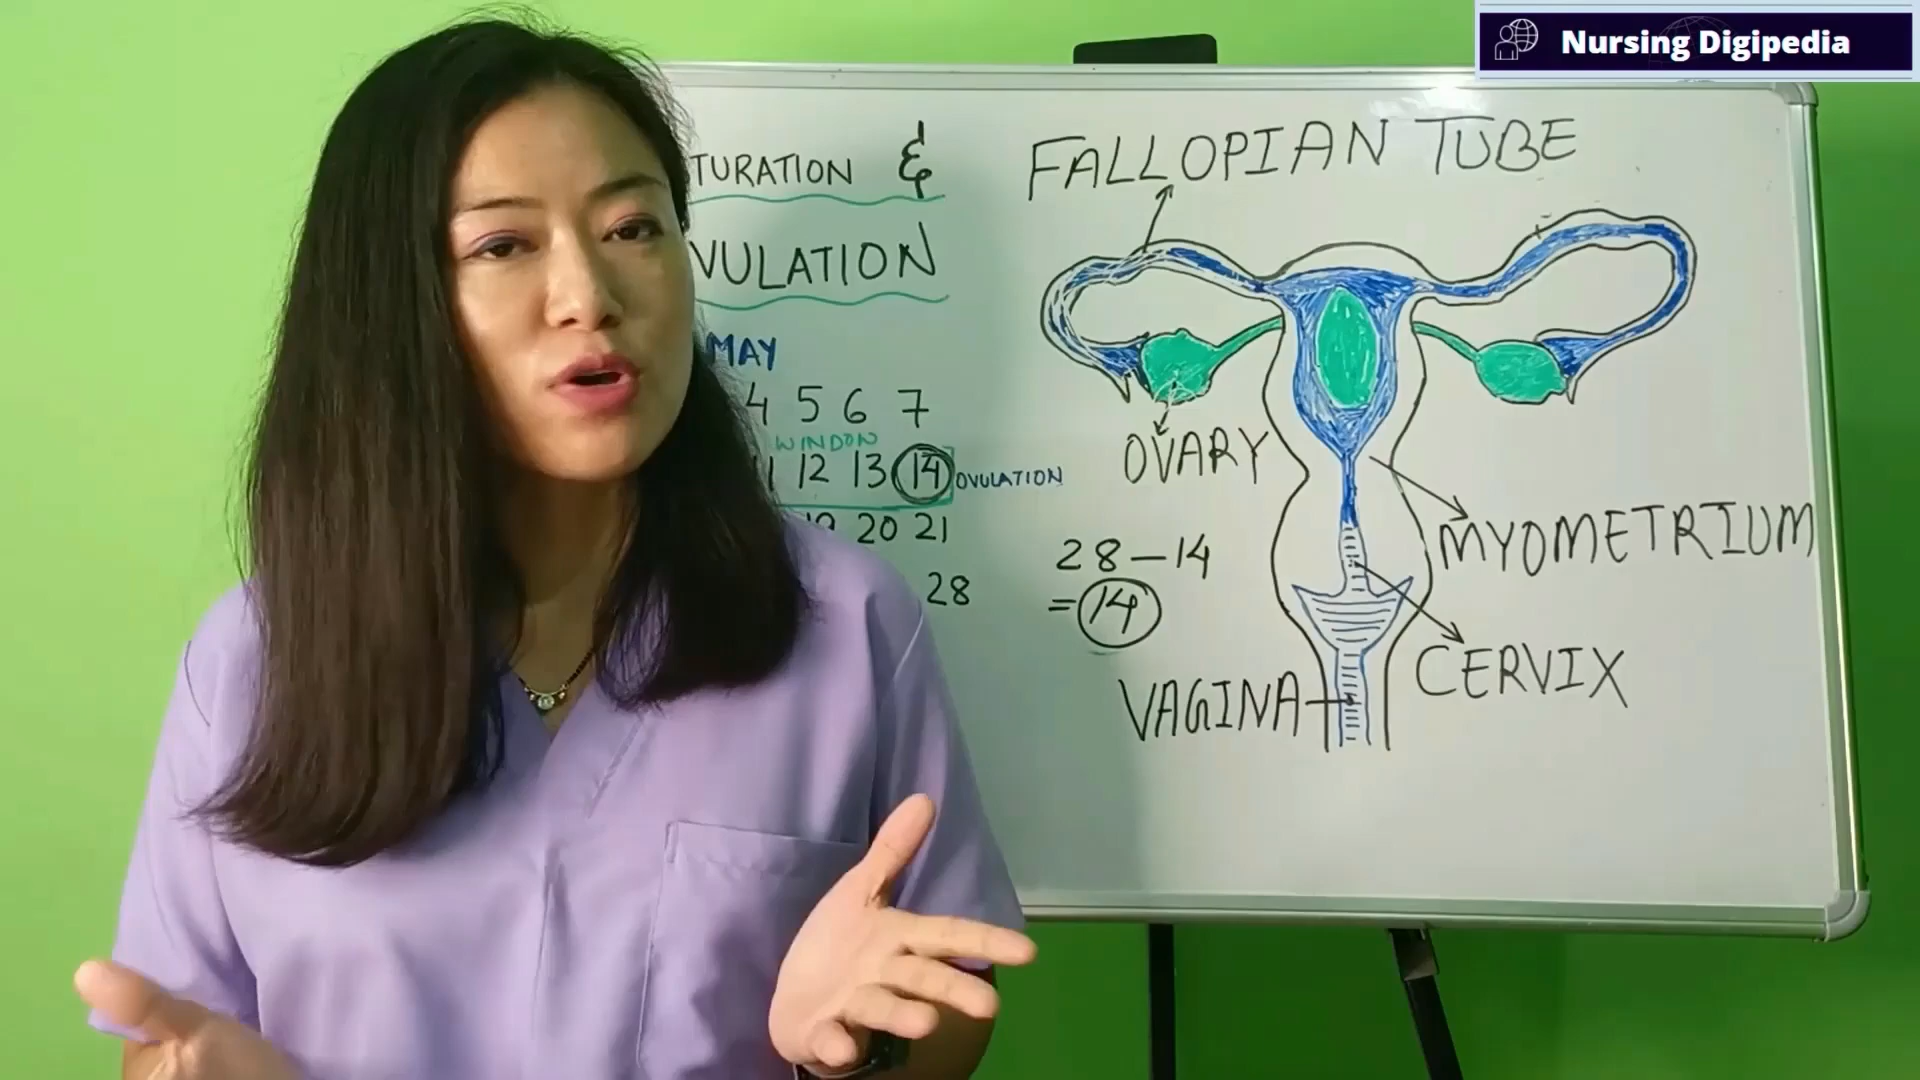 Nursing Digipedia
TURATION &
VULATION
MAY
4 5 6 7
WINDOW
12 13 14 OVULATION
20 21
28
28-14
=14
FALLOPIAN TUBE
OVARY
MYOMETRIUM
CERVIX
VAGINA